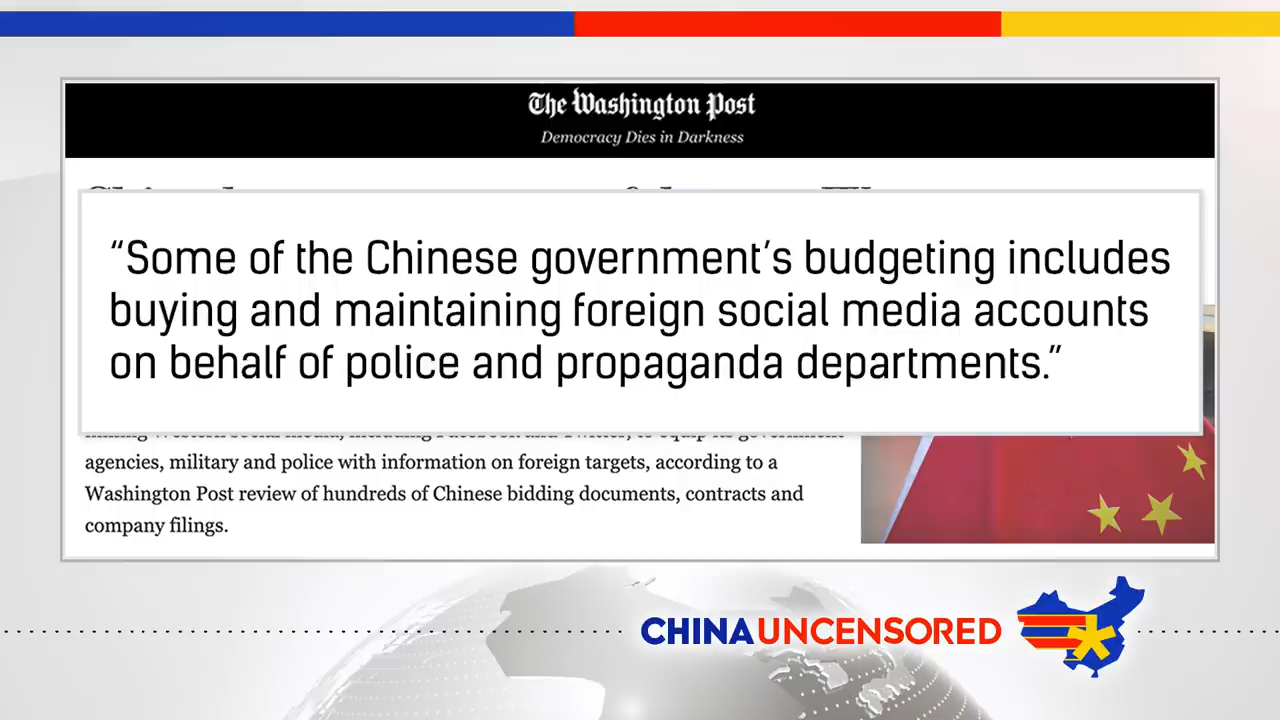 The Washington Post
Democracy Dies in Darkness
“Some of the Chinese government’s budgeting includes
buying and maintaining foreign social media accounts
on behalf of police and propaganda departments.”
agencies, military and police with information on foreign targets, according to a
Washington Post review of hundreds of Chinese bidding documents, contracts and
company filings.
CHINA UNCENSORED